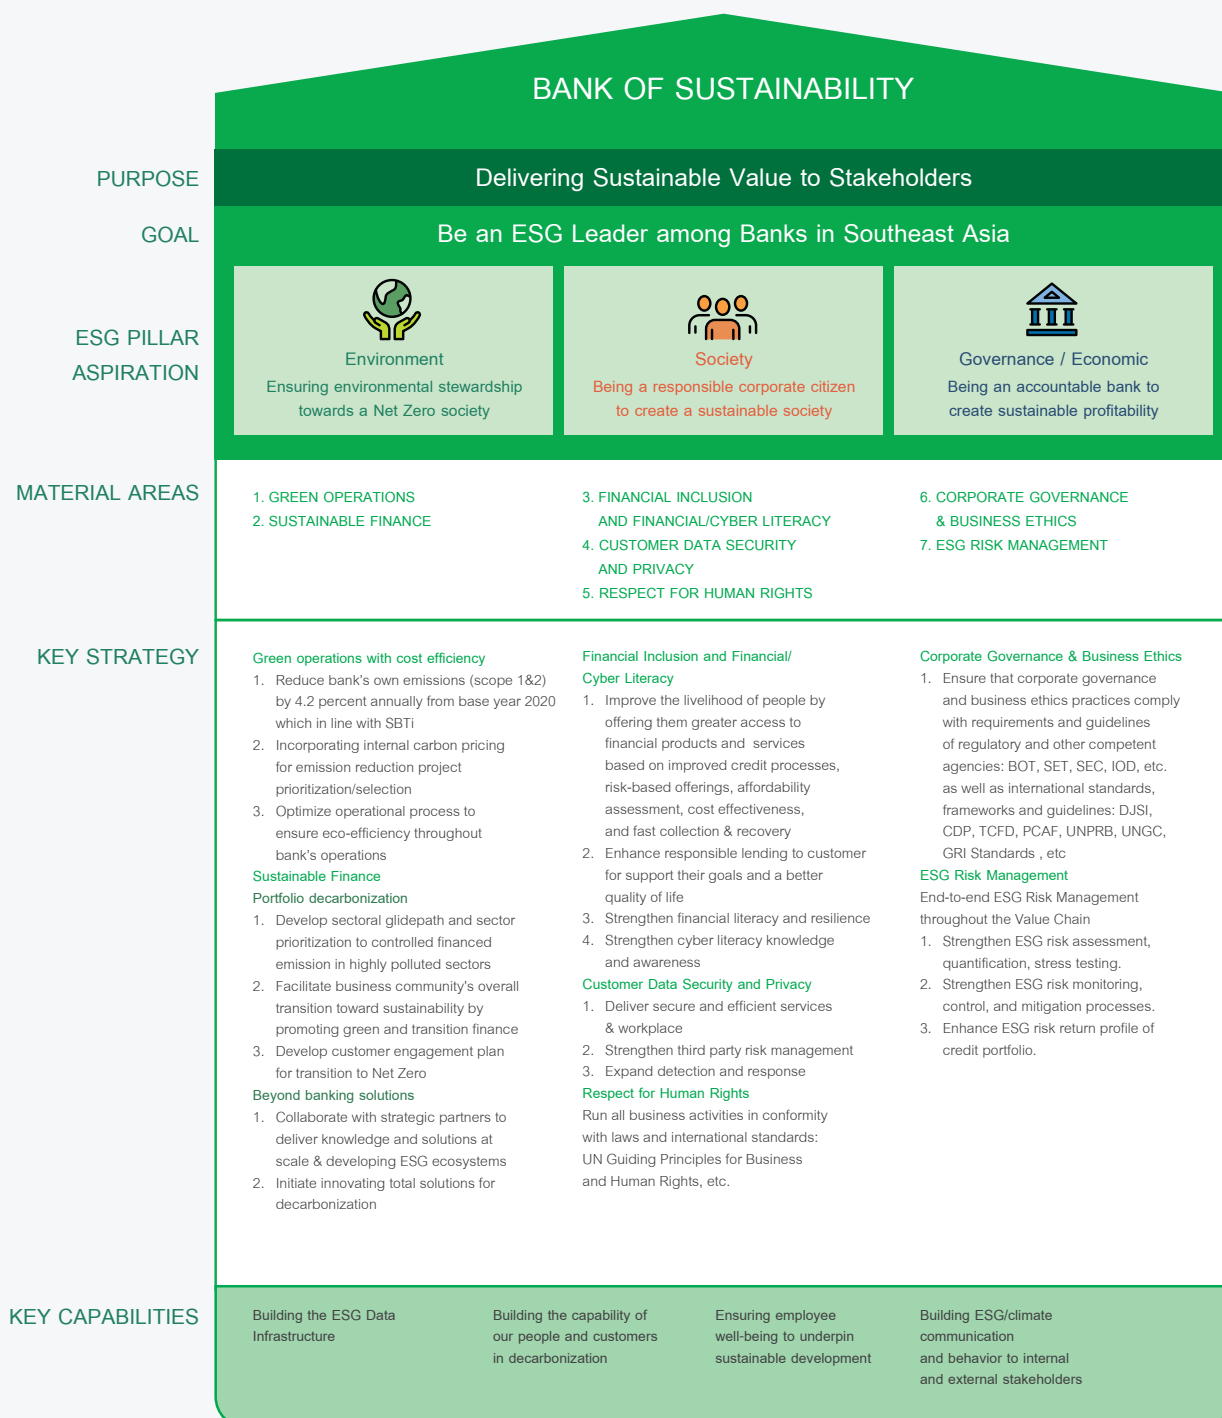 BANK OF SUSTAINABILITY
PURPOSE
Delivering Sustainable Value to Stakeholders
GOAL
Be an ESG Leader among Banks in Southeast Asia
ESG PILLAR
ASPIRATION
Environment
Ensuring environmental stewardship
towards a Net Zero society
Society
Being a responsible corporate citizen
to create a sustainable society
Governance / Economic
Being an accountable bank to
create sustainable profitability
MATERIAL AREAS
1. GREEN OPERATIONS
2. SUSTAINABLE FINANCE
3. FINANCIAL INCLUSION
AND FINANCIAL/CYBER LITERACY
4. CUSTOMER DATA SECURITY
AND PRIVACY
5. RESPECT FOR HUMAN RIGHTS
6. CORPORATE GOVERNANCE
& BUSINESS ETHICS
7. ESG RISK MANAGEMENT
KEY STRATEGY
Green operations with cost efficiency
1. Reduce bank's own emissions (scope 1&2)
by 4.2 percent annually from base year 2020
which in line with SBTi
2. Incorporating internal carbon pricing
for emission reduction project
prioritization/selection
3. Optimize operational process to
ensure eco-efficiency throughout
bank's operations
Sustainable Finance
Portfolio decarbonization
1. Develop sectoral glidepath and sector
prioritization to controlled financed
emission in highly polluted sectors
2. Facilitate business community's overall
transition toward sustainability by
promoting green and transition finance
3. Develop customer engagement plan
for transition to Net Zero
Beyond banking solutions
1. Collaborate with strategic partners to
deliver knowledge and solutions at
scale & developing ESG ecosystems
2. Initiate innovating total solutions for
decarbonization
Financial Inclusion and Financial/
Cyber Literacy
1. Improve the livelihood of people by
offering them greater access to
financial products and services
based on improved credit processes,
risk-based offerings, affordability
assessment, cost effectiveness,
and fast collection & recovery
2. Enhance responsible lending to customer
for support their goals and a better
quality of life
3. Strengthen financial literacy and resilience
4. Strengthen cyber literacy knowledge
and awareness
Customer Data Security and Privacy
1. Deliver secure and efficient services
& workplace
2. Strengthen third party risk management
3. Expand detection and response
Respect for Human Rights
Run all business activities in conformity
with laws and international standards:
UN Guiding Principles for Business
and Human Rights, etc.
Corporate Governance & Business Ethics
1. Ensure that corporate governance
and business ethics practices comply
with requirements and guidelines
of regulatory and other competent
agencies: BOT, SET, SEC, IOD, etc.
as well as international standards,
frameworks and guidelines: DJSI,
CDP, TCFD, PCAF, UNPRB, UNGC,
GRI Standards , etc
ESG Risk Management
End-to-end ESG Risk Management
throughout the Value Chain
1. Strengthen ESG risk assessment,
quantification, stress testing.
2. Strengthen ESG risk monitoring,
control, and mitigation processes.
3. Enhance ESG risk return profile of
credit portfolio.
KEY CAPABILITIES
Building the ESG Data
Infrastructure
Building the capability of
our people and customers
in decarbonization
Ensuring employee
well-being to underpin
sustainable development
Building ESG/climate
communication
and behavior to internal
and external stakeholders